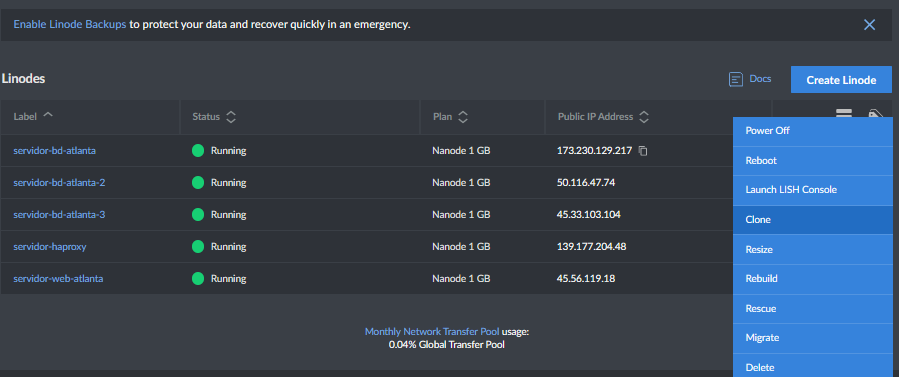 Enable Linode Backups to protect your data and recover quickly in an emergency.
Linodes
Docs
Create Linode
Label Status Plan Public IP Address
servidor-bd-atlanta Running Nanode 1 GB 173.230.129.217
servidor-bd-atlanta-2 Running Nanode 1 GB 50.116.47.74
servidor-bd-atlanta-3 Running Nanode 1 GB 45.33.103.104
servidor-haproxy Running Nanode 1 GB 139.177.204.48
servidor-web-atlanta Running Nanode 1 GB 45.56.119.18
Power Off
Reboot
Launch LISH Console
Clone
Resize
Rebuild
Rescue
Migrate
Delete
Monthly Network Transfer Pool usage:
0.04% Global Transfer Pool